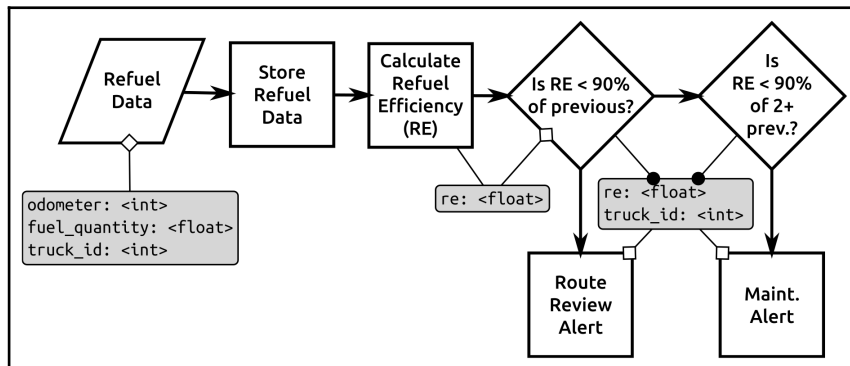 Refuel
Data
Store
Refuel
Data
Calculate
Refuel
Efficiency
(RE)
Is RE < 90%
of previous?
Is
RE < 90%
of 2+
prev.?
odometer: <int>
fuel_quantity: <float>
truck_id: <int>
re: <float>
re: <float>
truck_id: <int>
Route
Review
Alert
Maint.
Alert